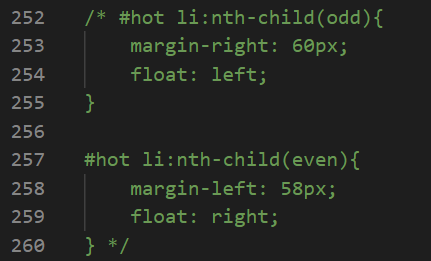 252 /* #hot li:nth-child(odd){
253 margin-right: 60px;
254 float: left;
255 }
256
257 #hot li:nth-child(even){
258 margin-left: 58px;
259 float: right;
260 } */